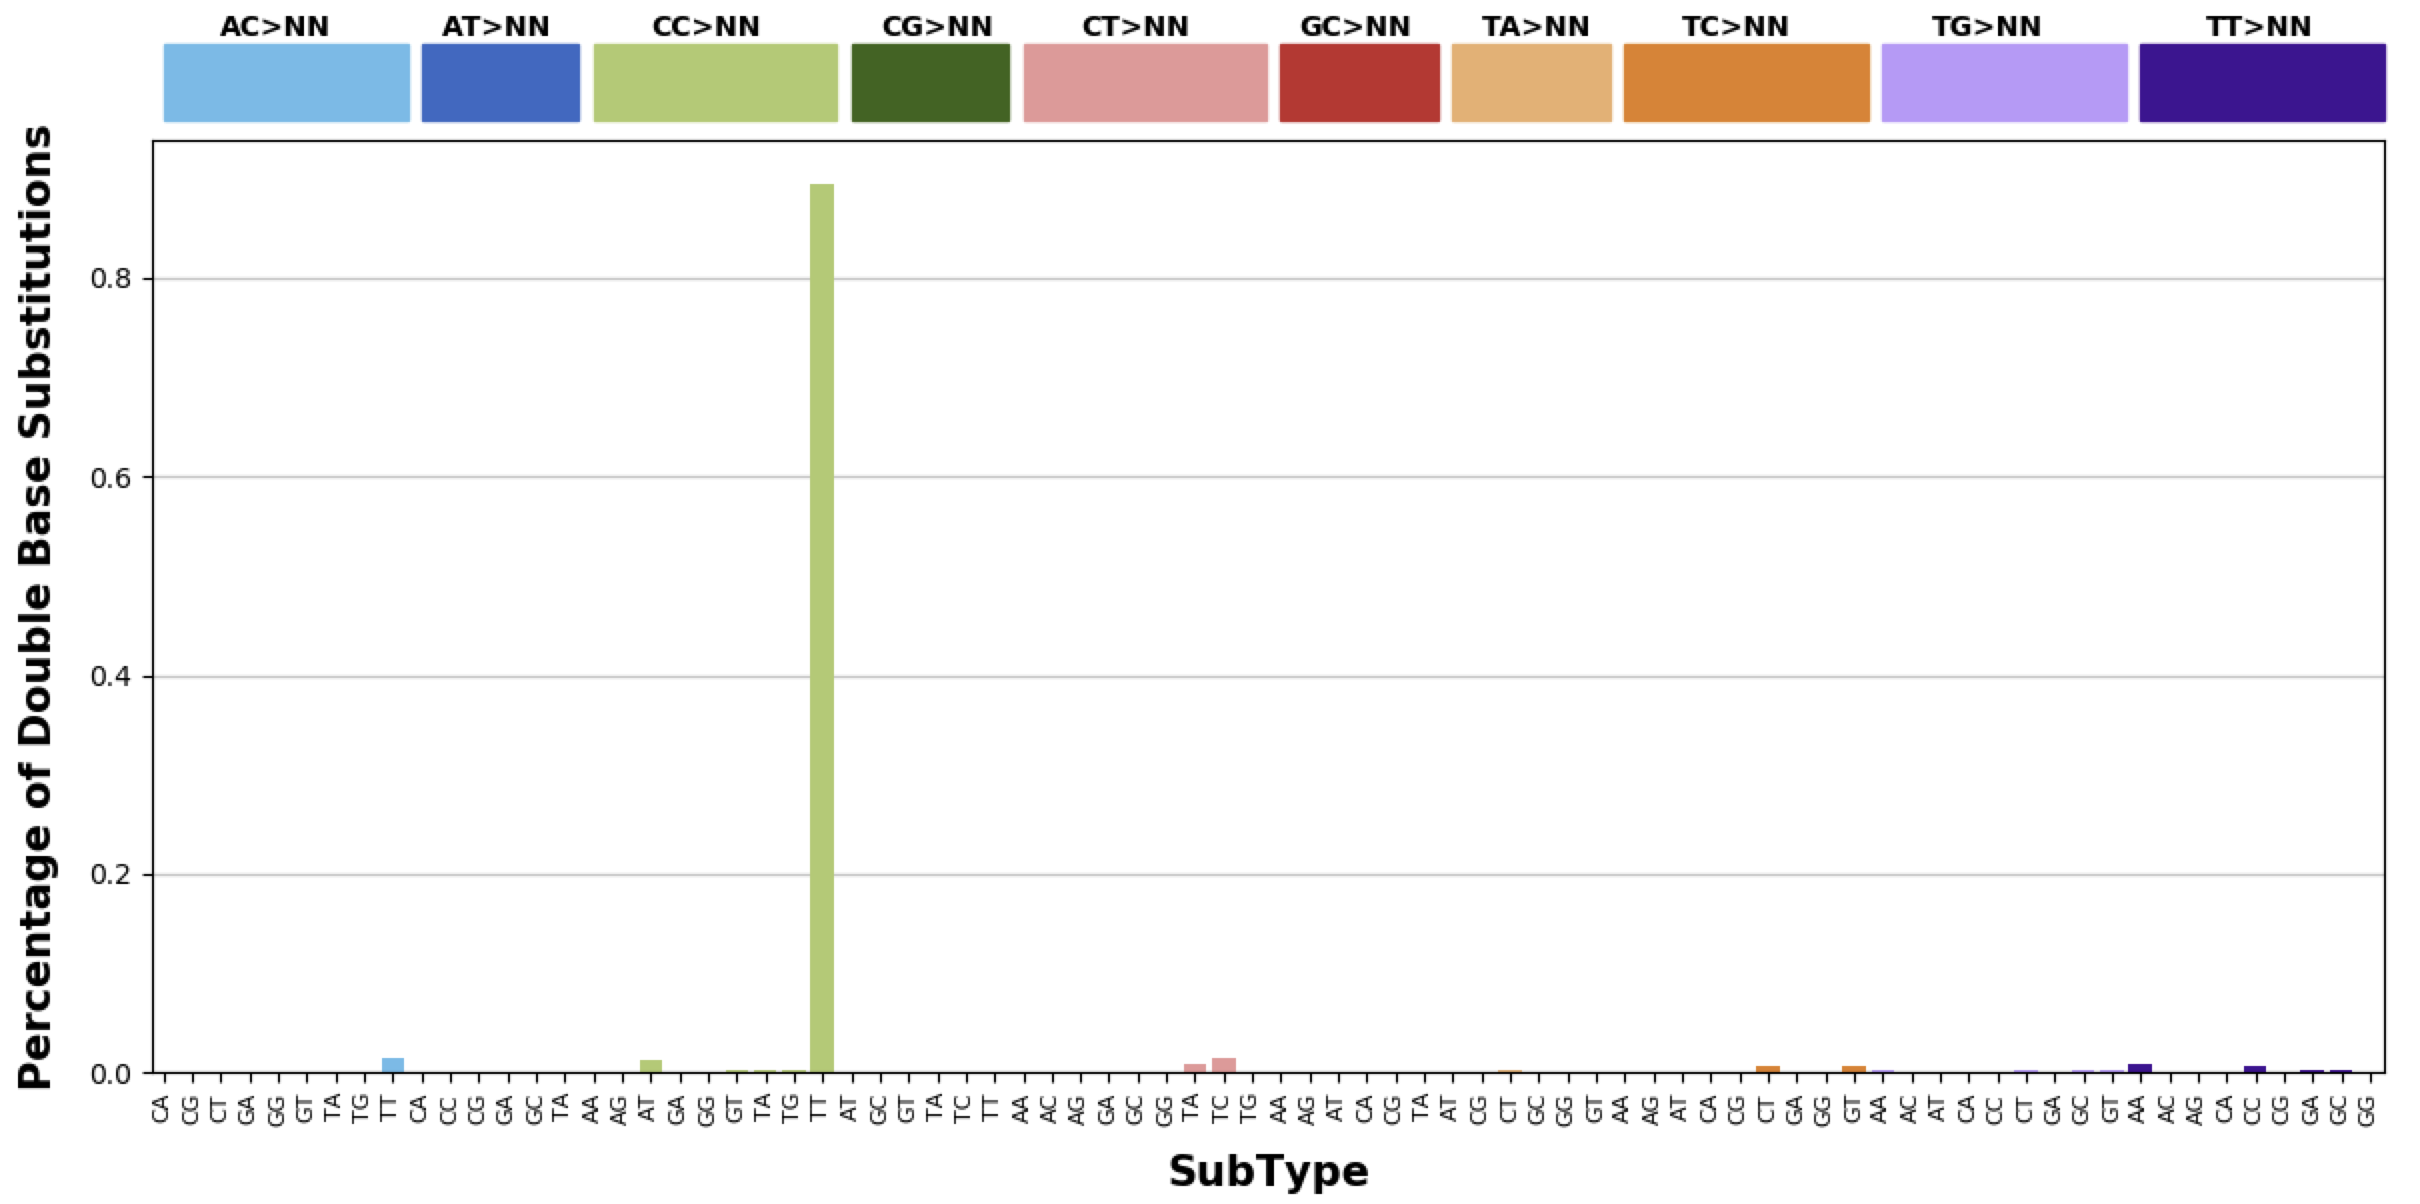 AC>NN AT>NN CC>NN CG>NN CT>NN GC>NN TA>NN TC>NN TG>NN TT>NN
Percentage of Double Base Substitutions
0.8
0.6
0.4
0.2
0.0
CA CG CT GA GG GT TA TG TT CA CC CG GA GC TA AA AG AT GA GG GT TA TG TT AT GC GT TA TC TT AA AC AG GA GC GG TA TC TG AA AG AT CA CG TA AT CG CT GC GG GT AA AG AT CA CG CT GA GG GT AA AC AT CA CC CT GA GC GT AA AC AG CA CC CG GA GC GG
SubType